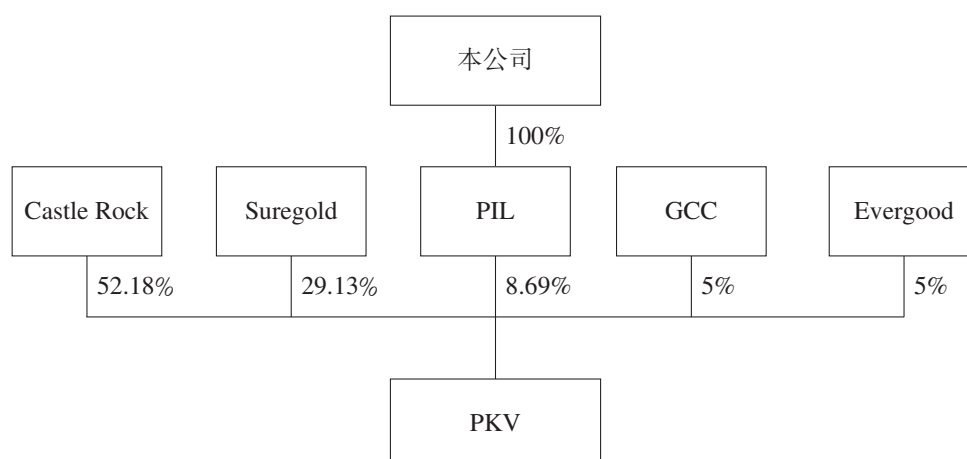 本公司
100%
Castle Rock
Suregold
PIL
GCC
Evergood
52.18%
29.13%
8.69%
5%
5%
PKV